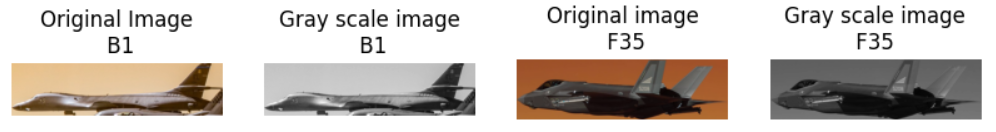 Original Image
B1
Gray scale image
B1
Original image
F35
Gray scale image
F35